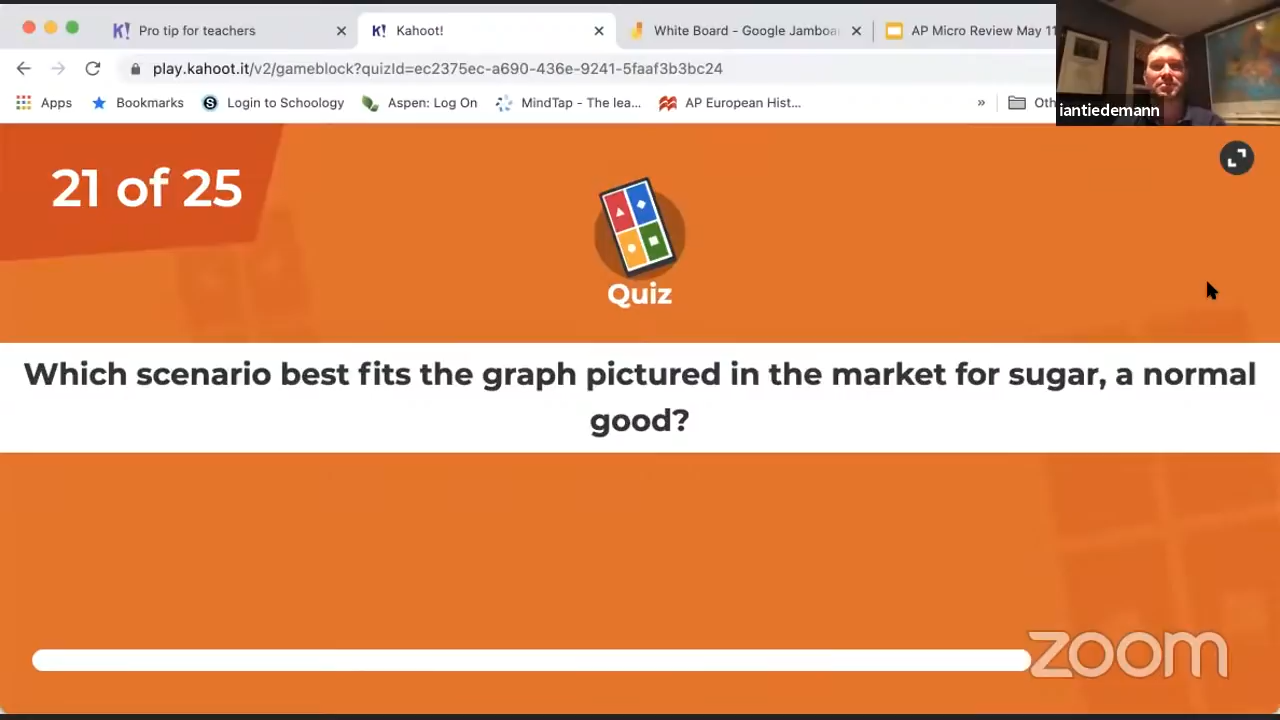 Pro tip for teachers
Kahoot!
White Board - Google Jamboa
AP Micro Review May 11
play.kahoot.it/v2/gameblock?quizId=ec2375ec-a690-436e-9241-5faaf3b3bc24
Apps
Bookmarks
Login to Schoology
Aspen: Log On
MindTap - The lea...
AP European Hist...
»
Oth
iantiedemann
21 of 25
Quiz
Which scenario best fits the graph pictured in the market for sugar, a normal
good?
zoom